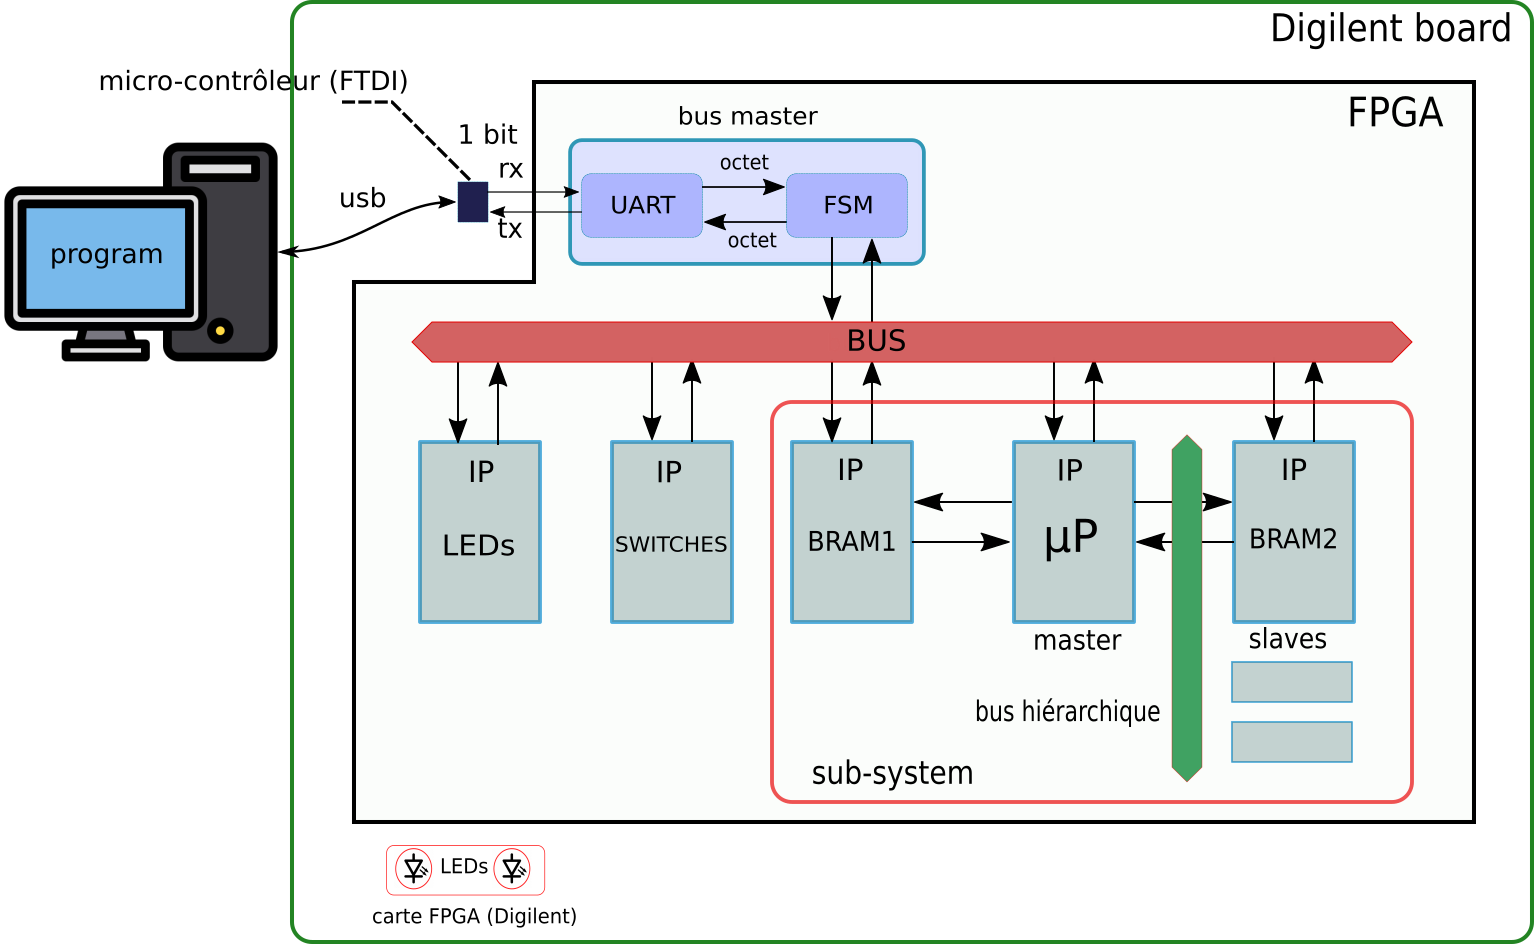 Digilent board
micro-contrôleur (FTDI)
FPGA
bus master
1 bit
rx
octet
usb
UART
FSM
tx
octet
program
BUS
IP
LEDs
IP
SWITCHES
IP
BRAM1
IP
µP
IP
BRAM2
master
slaves
bus hiérarchique
sub-system
LEDs
carte FPGA (Digilent)